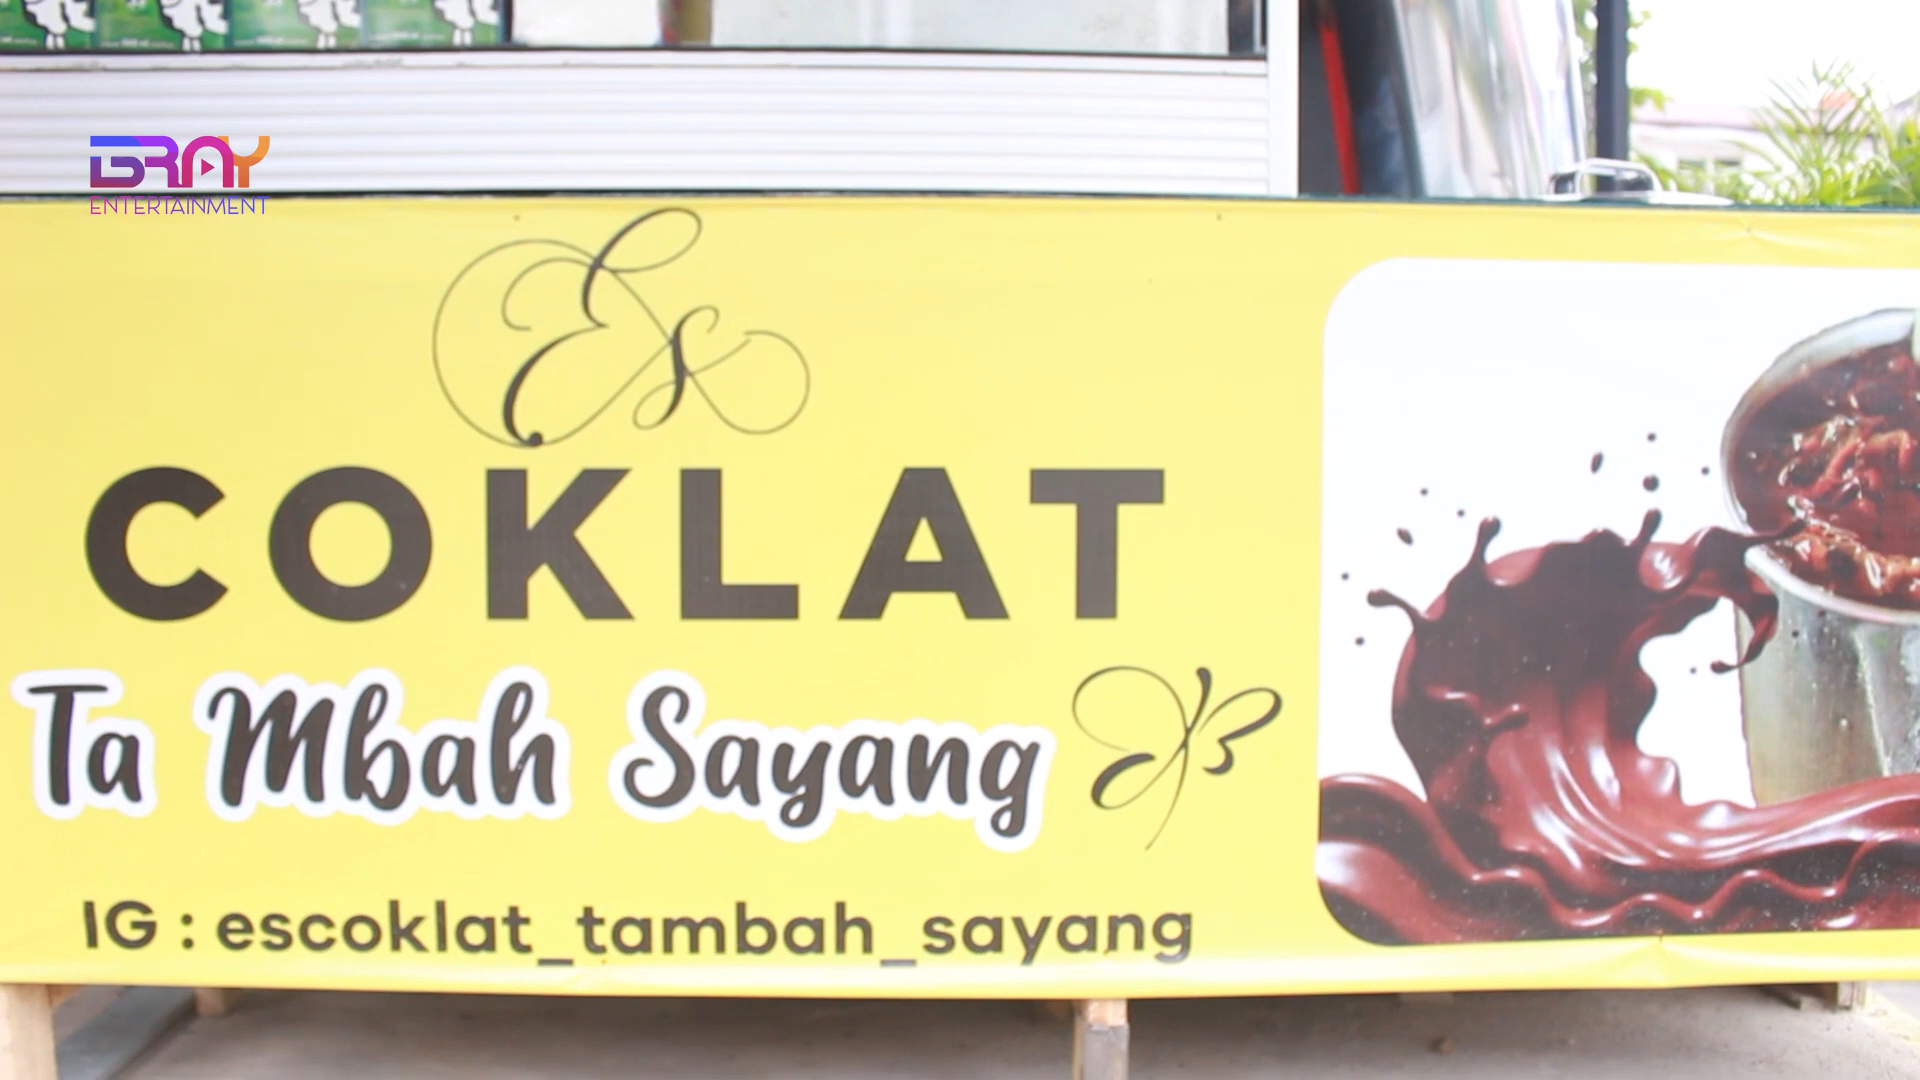 GRAY
ENTERTAINMENT
Es
COKLAT
Ta Mbah Sayang
IG : escoklat_tambah_sayang